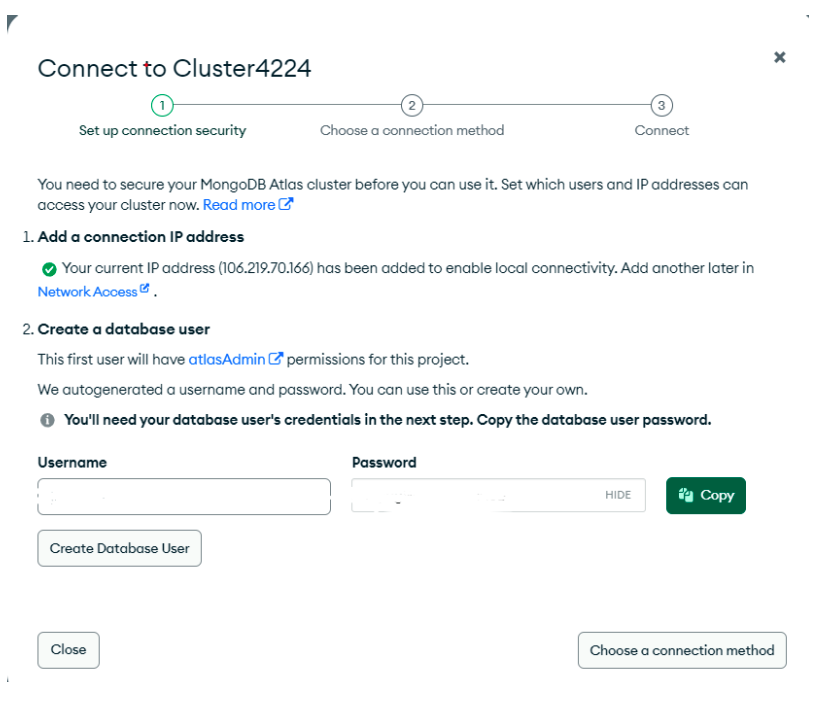 Connect to Cluster4224
1 2 3
Set up connection security Choose a connection method Connect
You need to secure your MongoDB Atlas cluster before you can use it. Set which users and IP addresses can
access your cluster now. Read more
1. Add a connection IP address
Your current IP address (106.219.70.166) has been added to enable local connectivity. Add another later in
Network Access .
2. Create a database user
This first user will have atlasAdmin permissions for this project.
We autogenerated a username and password. You can use this or create your own.
You'll need your database user's credentials in the next step. Copy the database user password.
Username Password
HIDE Copy
Create Database User
Close Choose a connection method